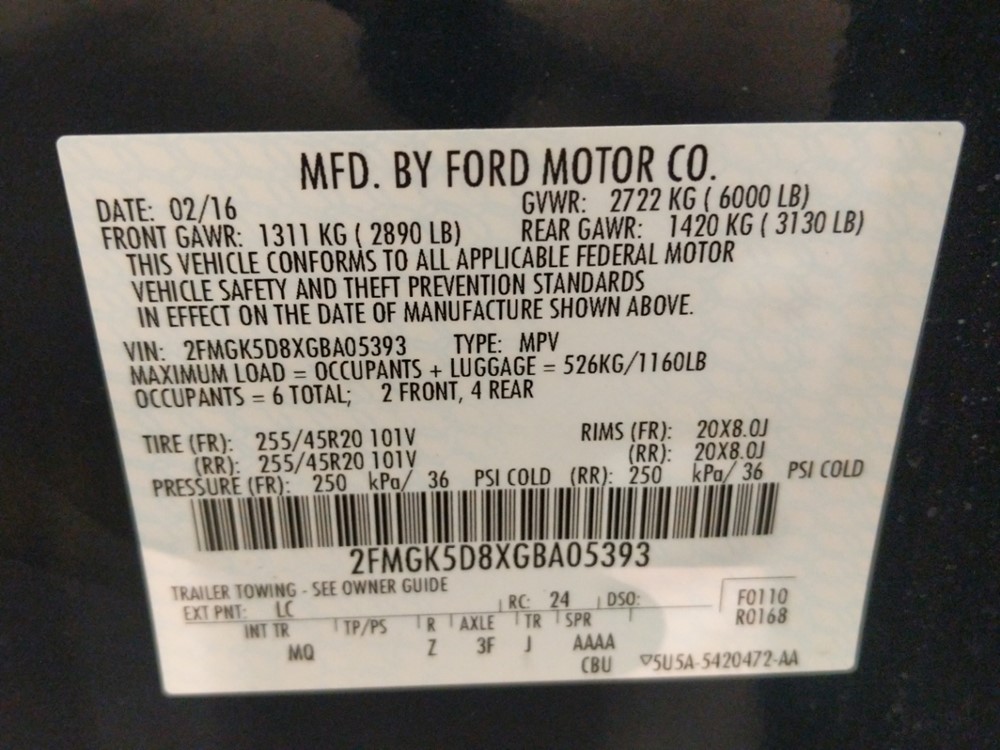 MFD. BY FORD MOTOR CO.
DATE: 02/16 GVWR: 2722 KG ( 6000 LB)
FRONT GAWR: 1311 KG ( 2890 LB) REAR GAWR: 1420 KG ( 3130 LB)
THIS VEHICLE CONFORMS TO ALL APPLICABLE FEDERAL MOTOR
VEHICLE SAFETY AND THEFT PREVENTION STANDARDS
IN EFFECT ON THE DATE OF MANUFACTURE SHOWN ABOVE.
VIN: 2FMGK5D8XGBA05393 TYPE: MPV
MAXIMUM LOAD = OCCUPANTS + LUGGAGE = 526KG/1160LB
OCCUPANTS = 6 TOTAL; 2 FRONT, 4 REAR
TIRE (FR): 255/45R20 101V RIMS (FR): 20X8.0J
(RR): 255/45R20 101V (RR): 20X8.0J
PRESSURE (FR): 250 kPa/ 36 PSI COLD (RR): 250 kPa/ 36 PSI COLD
2FMGK5D8XGBA05393
TRAILER TOWING - SEE OWNER GUIDE
EXT PNT: LC RC: 24 DSO: F0110
INT TR TP/PS R AXLE TR SPR R0168
MQ Z 3F J AAAA
CBU ▽5U5A-5420472-AA